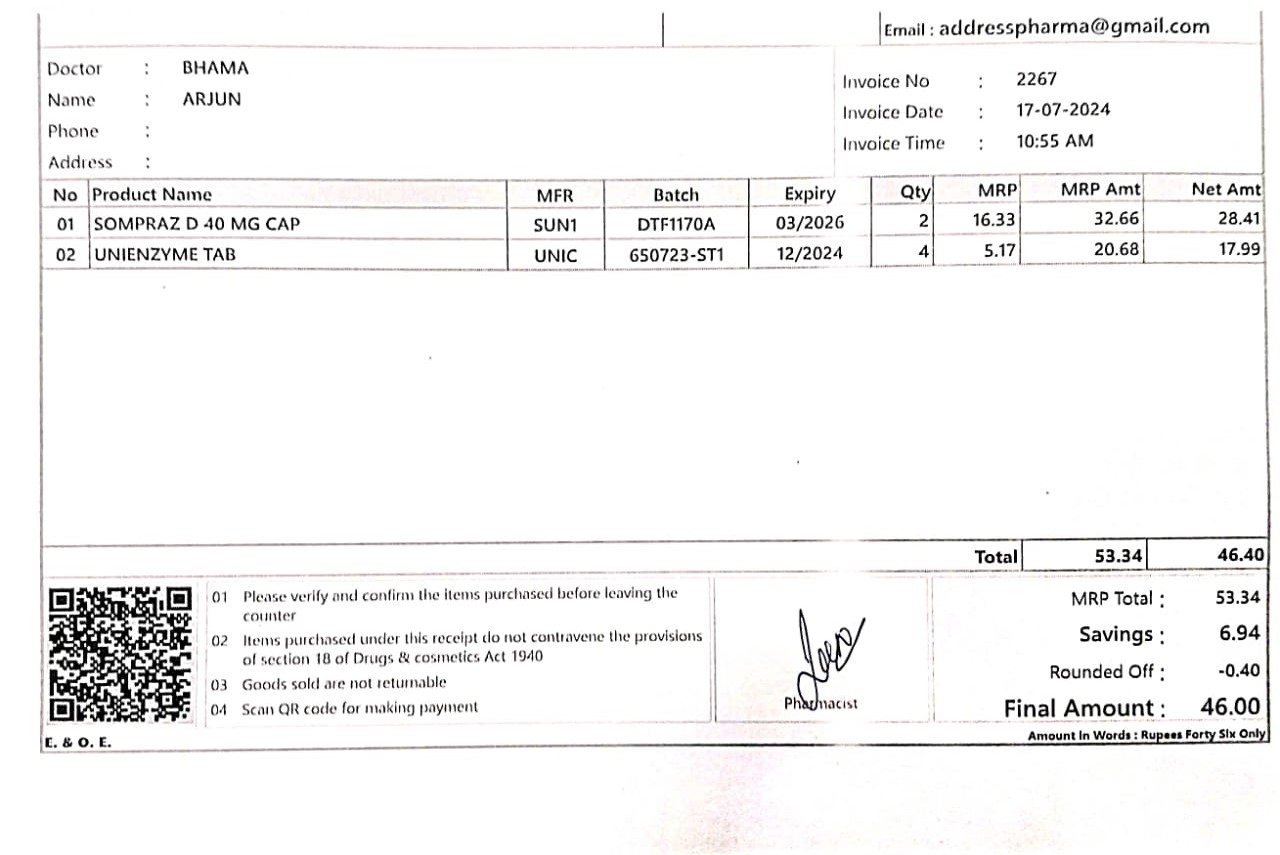 Email : addresspharma@gmail.com
Doctor : BHAMA
Name : ARJUN
Phone :
Address :
Invoice No : 2267
Invoice Date : 17-07-2024
Invoice Time : 10:55 AM
No Product Name MFR Batch Expiry Qty MRP MRP Amt Net Amt
01 SOMPRAZ D 40 MG CAP SUN1 DTF1170A 03/2026 2 16.33 32.66 28.41
02 UNIENZYME TAB UNIC 650723-ST1 12/2024 4 5.17 20.68 17.99
Total 53.34 46.40
01 Please verify and confirm the items purchased before leaving the
counter
02 Items purchased under this receipt do not contravene the provisions
of section 18 of Drugs & cosmetics Act 1940
03 Goods sold are not returnable
04 Scan QR code for making payment
Pharmacist
MRP Total : 53.34
Savings : 6.94
Rounded Off : -0.40
Final Amount : 46.00
E. & O. E.
Amount In Words : Rupees Forty Six Only